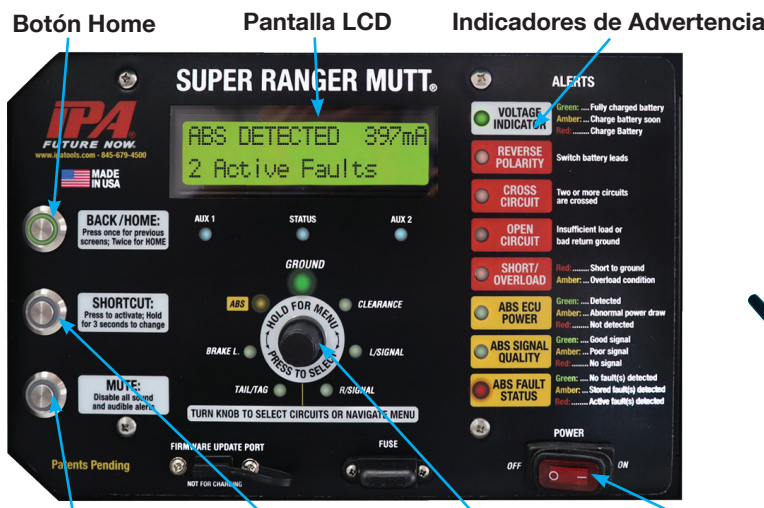 Botón Home
Pantalla LCD
Indicadores de Advertencia
SUPER RANGER MUTT®
ALERTS
iPA
FUTURE NOW.
www.ipatools.com - 845-679-4500
MADE
IN USA
ABS DETECTED 397mA
2 Active Faults
VOLTAGE
INDICATOR
Green: .... Fully charged battery
Amber: ... Charge battery soon
Red: ........ Charge Battery
REVERSE
POLARITY
Switch battery leads
CROSS
CIRCUIT
Two or more circuits
are crossed
OPEN
CIRCUIT
Insufficient load or
bad return ground
SHORT/
OVERLOAD
Red: ........ Short to ground
Amber: ... Overload condition
ABS ECU
POWER
Green: .... Detected
Amber: ... Abnormal power draw
Red: ........ Not detected
ABS SIGNAL
QUALITY
Green: .... Good signal
Amber: ... Poor signal
Red: ........ No signal
ABS FAULT
STATUS
Green: .... No fault(s) detected
Amber: ... Stored fault(s) detected
Red: ........ Active fault(s) detected
BACK/HOME:
Press once for previous
screens; Twice for HOME
SHORTCUT:
Press to activate; Hold
for 3 seconds to change
MUTE:
Disable all sound
and audible alerts
AUX 1
STATUS
AUX 2
GROUND
ABS
CLEARANCE
HOLD FOR MENU
PRESS TO SELECT
BRAKE L.
L/SIGNAL
TAIL/TAG
R/SIGNAL
TURN KNOB TO SELECT CIRCUITS OR NAVIGATE MENU
Patents Pending
FIRMWARE UPDATE PORT
NOT FOR CHARGING
FUSE
POWER
OFF
ON